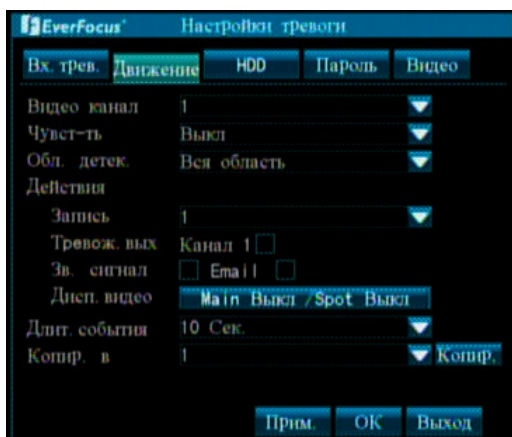 EverFocus Настройки тревоги
Вх. трев. Движение HDD Пароль Видео
Видео канал 1
Чувст-ть Выкл
Обл. детек. Вся область
Действия
Запись 1
Тревож. вых Канал 1
Зв. сигнал Email
Дисп. видео Main Выкл /Spot Выкл
Длит. события 10 Сек.
Копир. в 1 Копир.
Прим. OK Выход